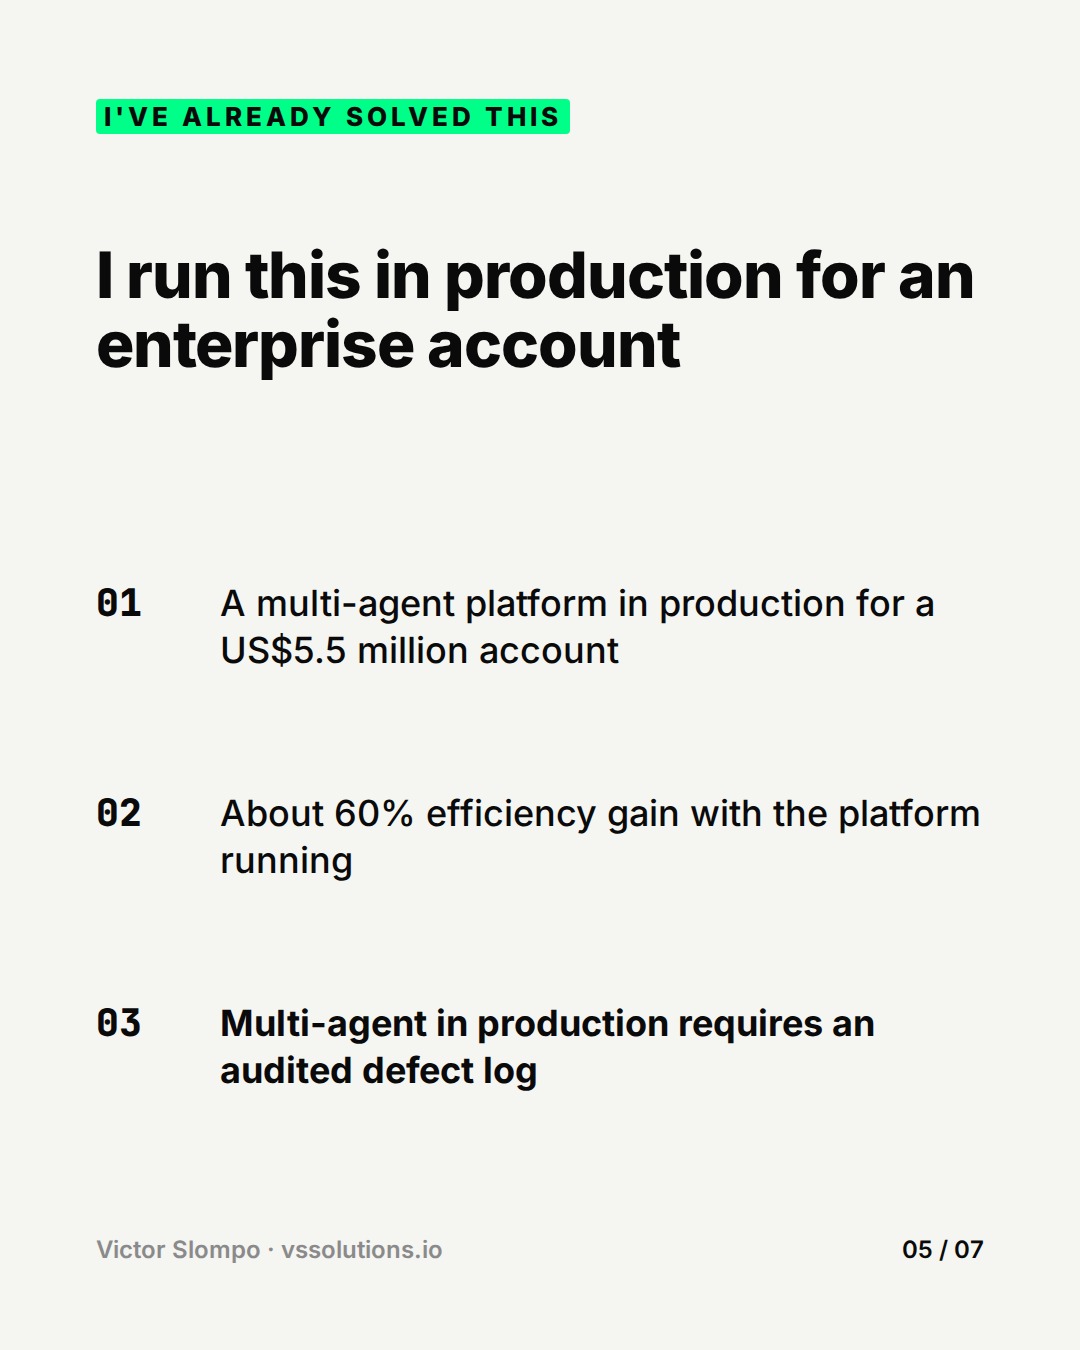 I'VE ALREADY SOLVED THIS
I run this in production for an
enterprise account
01
A multi-agent platform in production for a
US$5.5 million account
02
About 60% efficiency gain with the platform
running
03
Multi-agent in production requires an
audited defect log
Victor Slompo · vssolutions.io
05 / 07